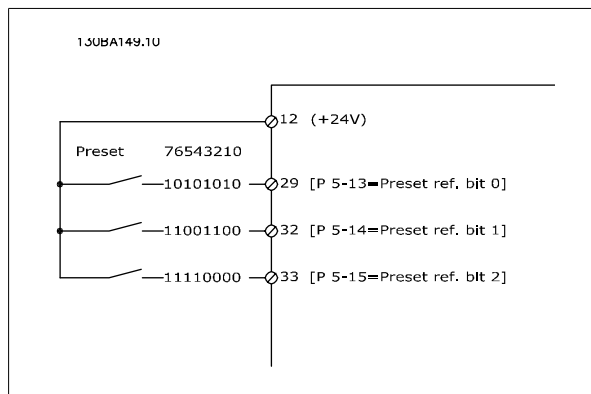 130BA149.10
12 (+24V)
Preset 76543210
10101010 29 [P 5-13=Preset ref. bit 0]
11001100 32 [P 5-14=Preset ref. bit 1]
11110000 33 [P 5-15=Preset ref. bit 2]